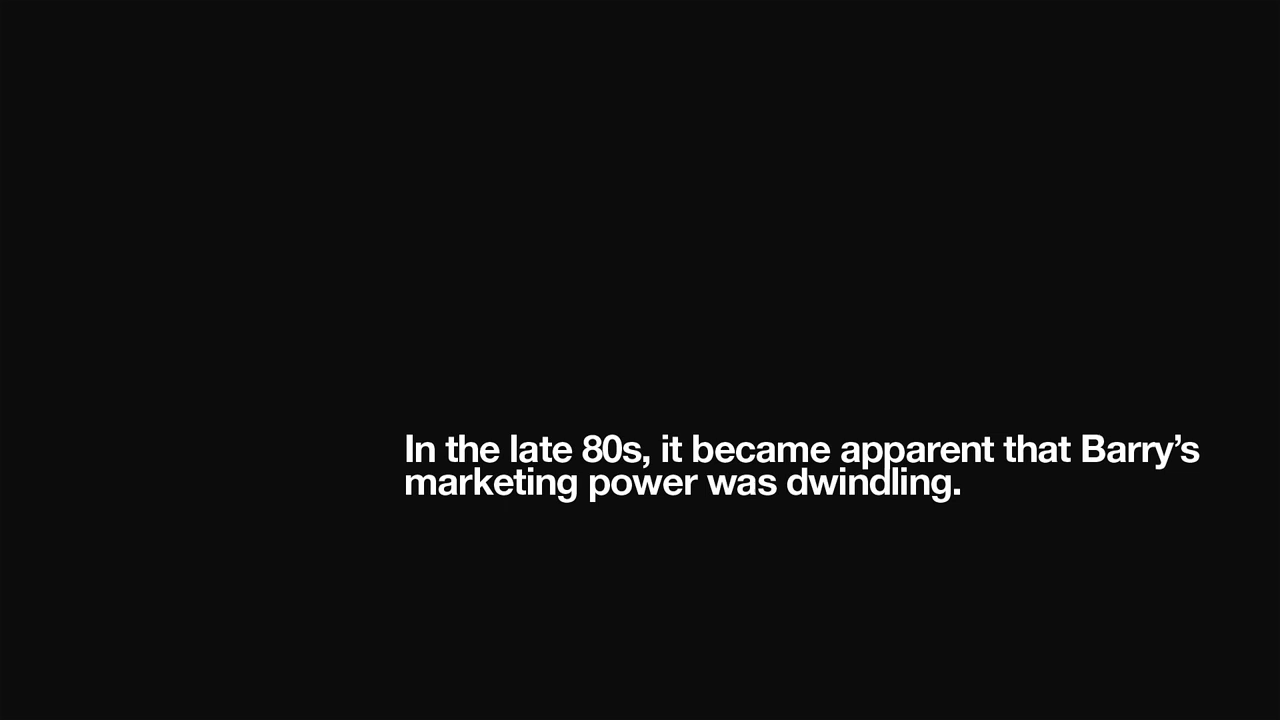 In the late 80s, it became apparent that Barry’s
marketing power was dwindling.